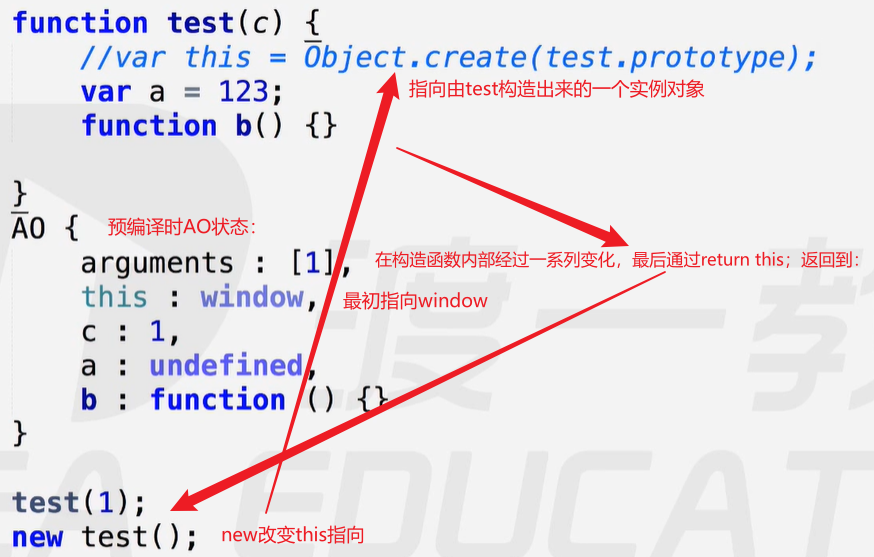 function test(c) {
//var this = Object.create(test.prototype);
指向由test构造出来的一个实例对象
var a = 123;
function b() {}
}
AO {
预编译时AO状态：
arguments : [1],
在构造函数内部经过一系列变化，最后通过return this；返回到：
this : window,
最初指向window
c : 1,
a : undefined,
b : function () {}
}
test(1);
new test();
new改变this指向
度一教
EDUCAT